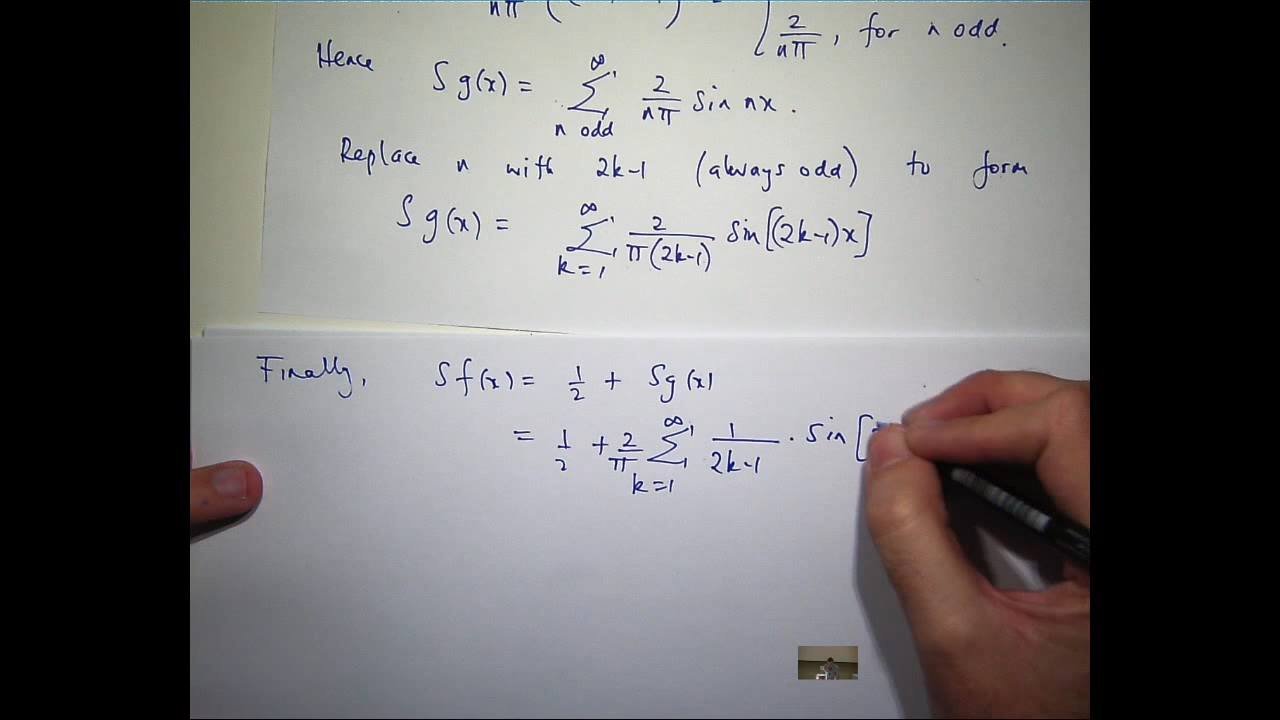 nπ ( ) = { 2/nπ, for n odd.
Hence Sg(x) = ∑ n odd ∞ 2/nπ sin nx.
Replace n with 2k-1 (always odd) to form
Sg(x) = ∑ k=1 ∞ 2/π(2k-1) sin[(2k-1)x]
Finally, Sf(x) = 1/2 + Sg(x)
= 1/2 + 2/π ∑ k=1 ∞ 1/2k-1 . sin [